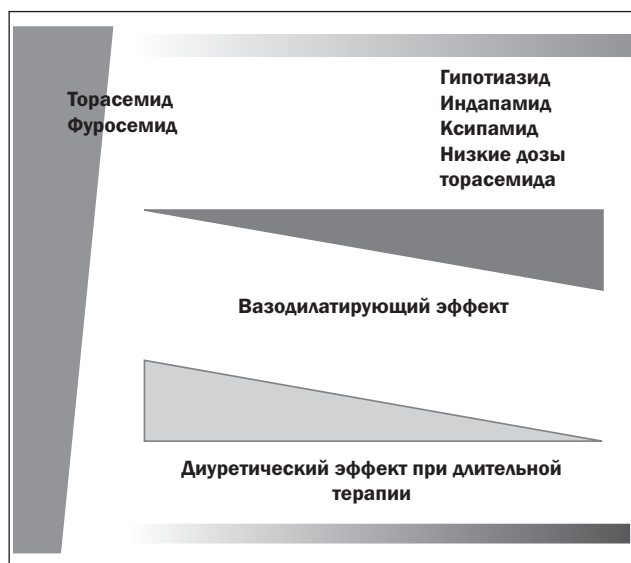 Торасемид
Фуросемид
Гипотиазид
Индапамид
Ксипамид
Низкие дозы
торасемида
Вазодилатирующий эффект
Диуретический эффект при длительной
терапии